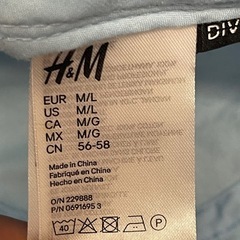 H&M
DIV
EUR M/L
US M/L
CA M/G
MX M/G
CN 56-58
Made in China
Fabriqué en Chine
Hecho en China
O/N 229888
P/N 0691695 3
40
P